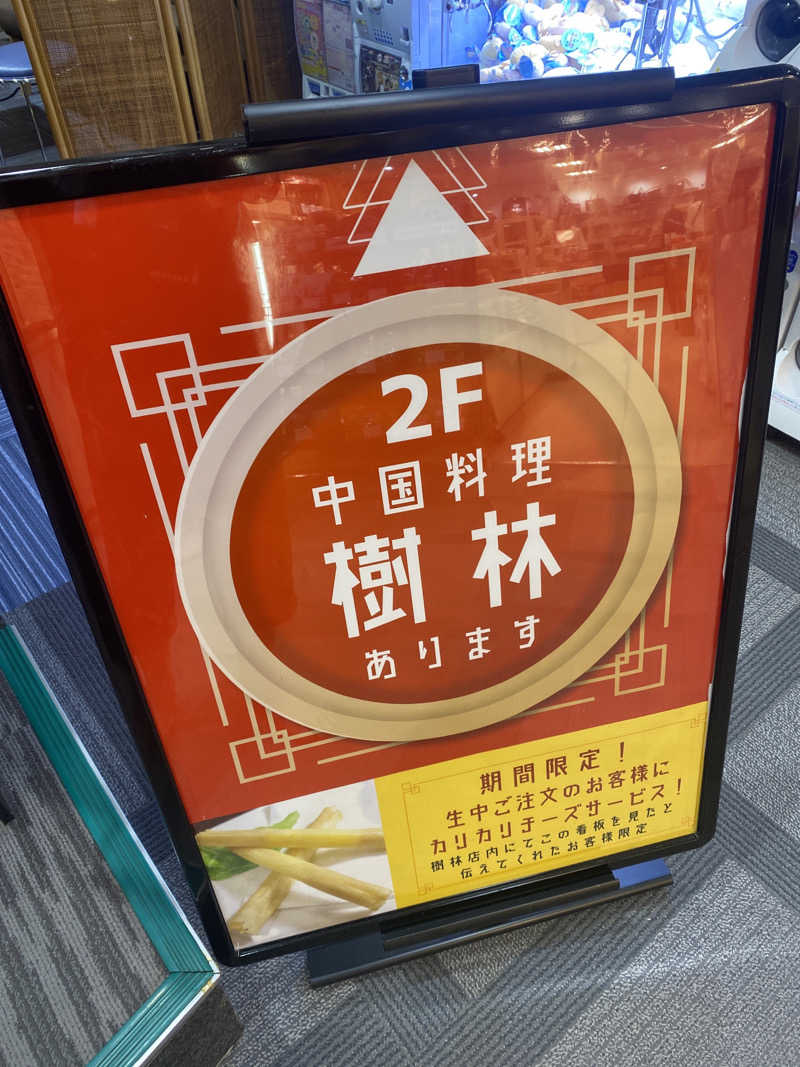 2F
中国料理
樹林
あります
期間限定！
生中ご注文のお客様に
カリカリチーズサービス！
樹林店内にてこの看板を見たと
伝えてくれたお客様限定